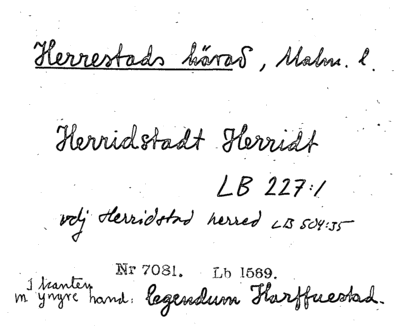 Herrestads härad, Malm. l.
Herridstadt Herridt
LB 227:1
vdj Herridstad herred LB 504:35
Nr 7081. Lb 1569.
I kanten
m yngre hand: legendum Harffuestad.